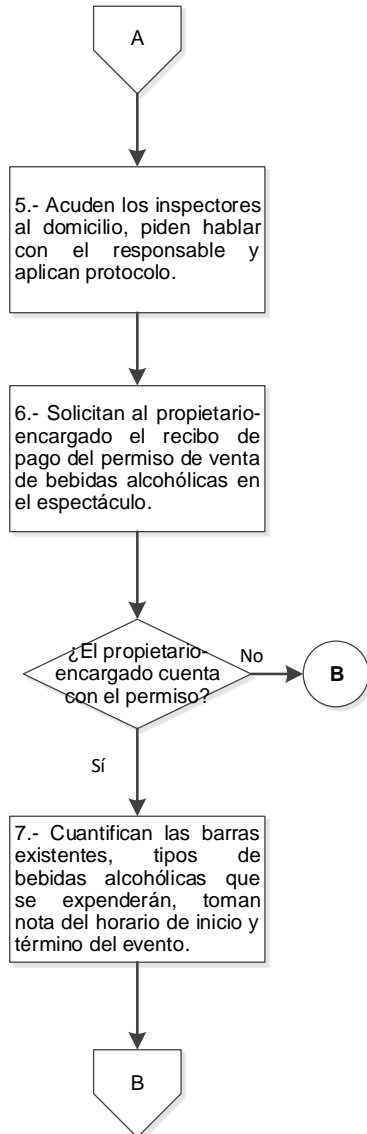 A
5.- Acuden los inspectores
al domicilio, piden hablar
con el responsable y
aplican protocolo.
6.- Solicitan al propietario-
encargado el recibo de
pago del permiso de venta
de bebidas alcohólicas en
el espectáculo.
¿El propietario-
encargado cuenta
con el permiso?
No
B
Sí
7.- Cuantifican las barras
existentes, tipos de
bebidas alcohólicas que
se expenderán, toman
nota del horario de inicio y
término del evento.
B